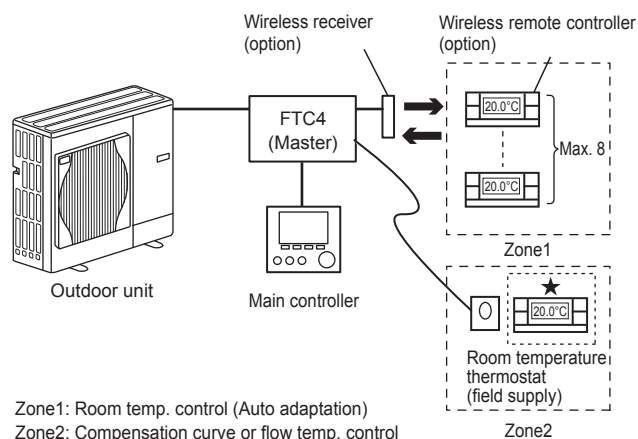 Wireless receiver
(option)
Wireless remote controller
(option)
FTC4
(Master)
20.0°C
Max. 8
20.0°C
Zone1
Outdoor unit
Main controller
★
20.0°C
Room temperature
thermostat
(field supply)
Zone2
Zone1: Room temp. control (Auto adaptation)
Zone2: Compensation curve or flow temp. control